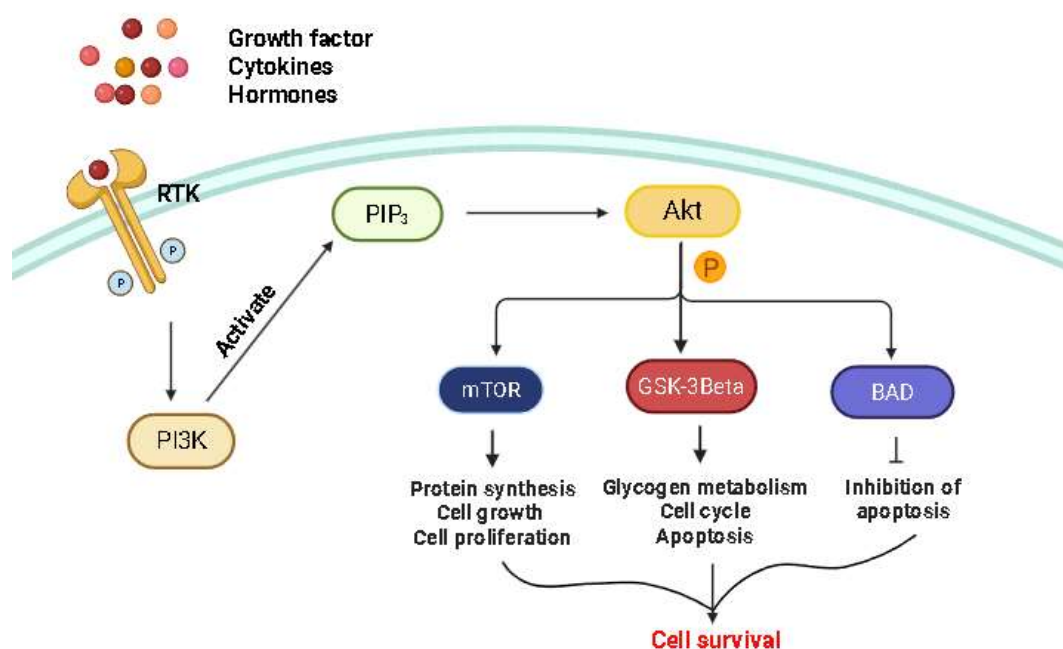 Growth factor
Cytokines
Hormones
RTK
P
P
PIP₃
Akt
P
Activate
PI3K
mTOR
GSK-3Beta
BAD
Protein synthesis
Cell growth
Cell proliferation
Glycogen metabolism
Cell cycle
Apoptosis
Inhibition of
apoptosis
Cell survival